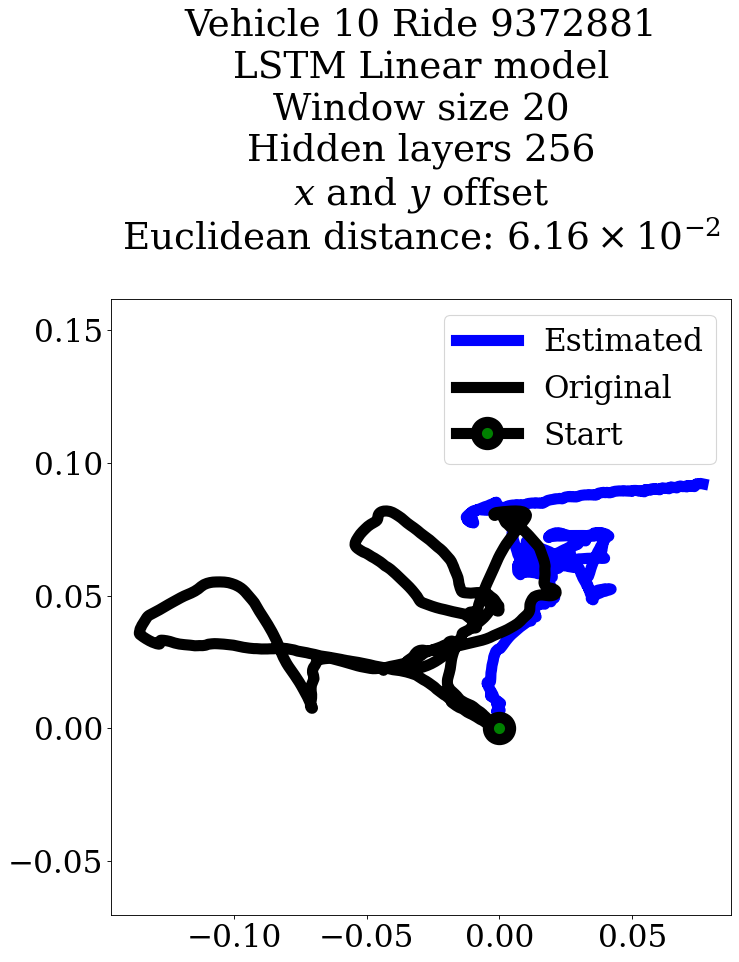 Vehicle 10 Ride 9372881
LSTM Linear model
Window size 20
Hidden layers 256
x and y offset
Euclidean distance: 6.16 × 10⁻²
Estimated
Original
Start
0.15
0.10
0.05
0.00
−0.05
−0.10 −0.05 0.00 0.05